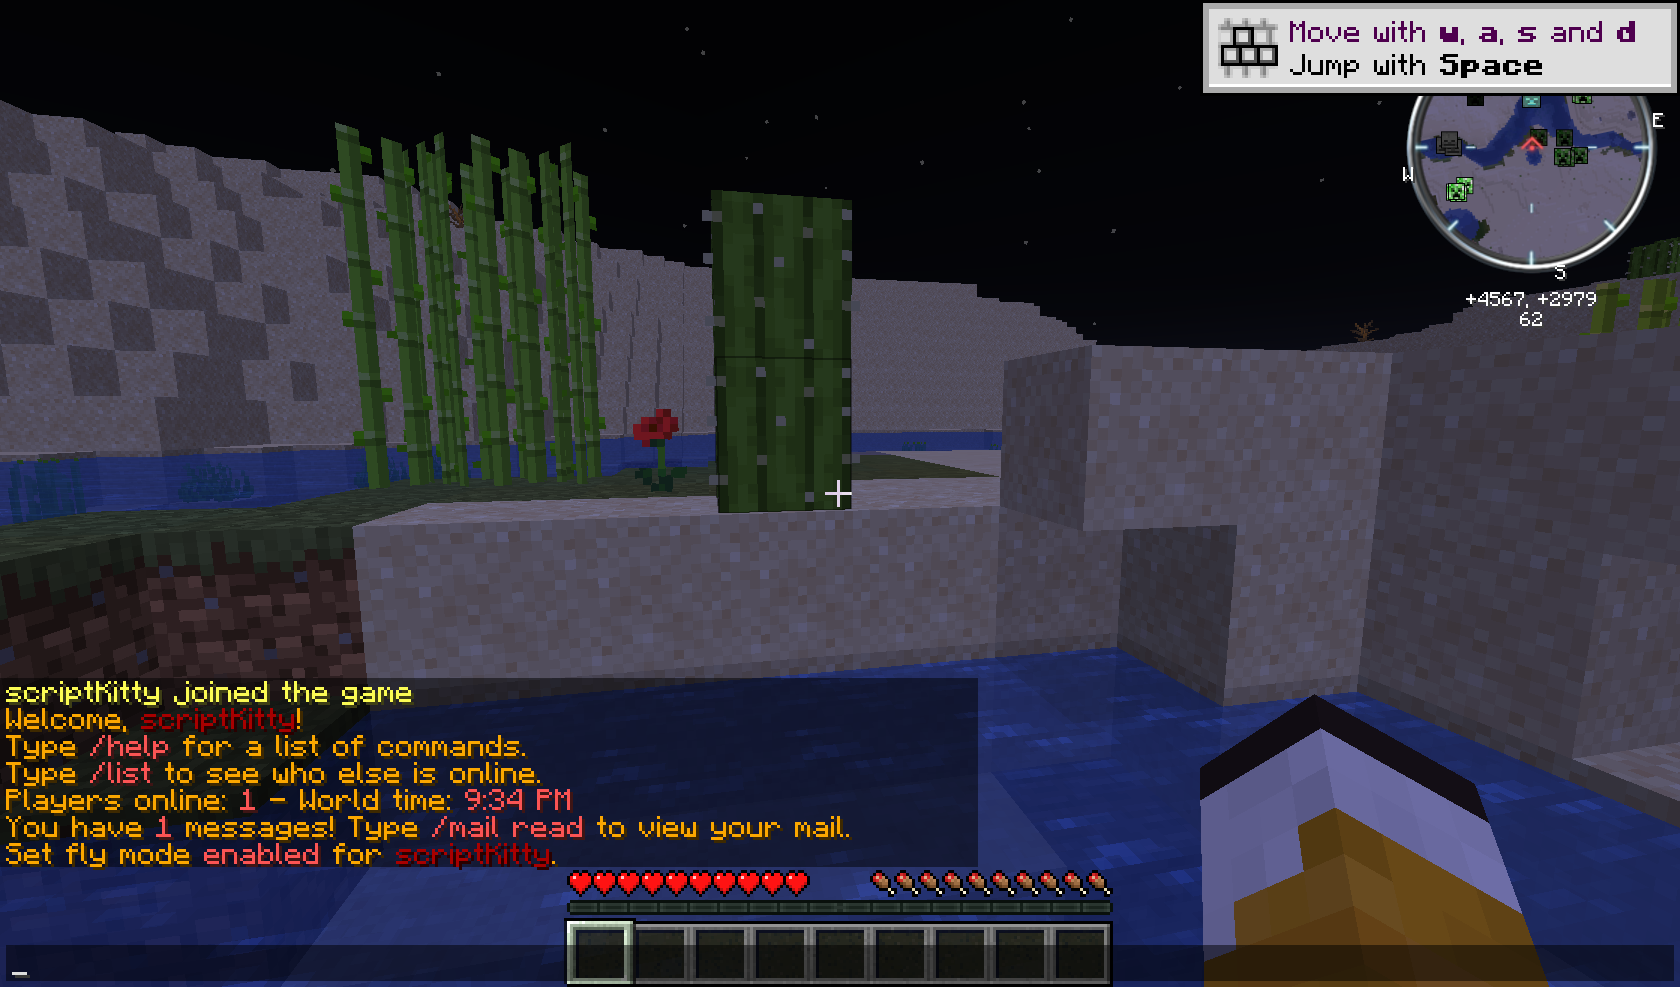 Move with w, a, s and d
Jump with Space
E
W
S
+4567, +2979
62
scriptKitty joined the game
Welcome, scriptKitty!
Type /help for a list of commands.
Type /list to see who else is online.
Players online: 1 - World time: 9:34 PM
You have 1 messages! Type /mail read to view your mail.
Set fly mode enabled for scriptKitty.
_